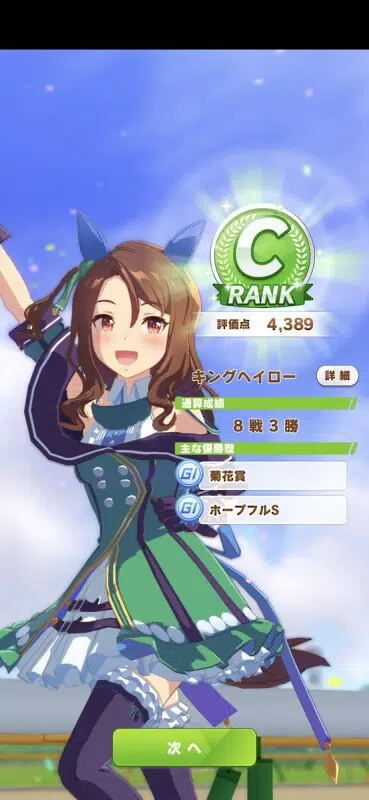 C
RANK
評価点 4,389
キングヘイロー 詳細
通算成績
8戦3勝
主な優勝歴
GI 菊花賞
GI ホープフルS
次へ